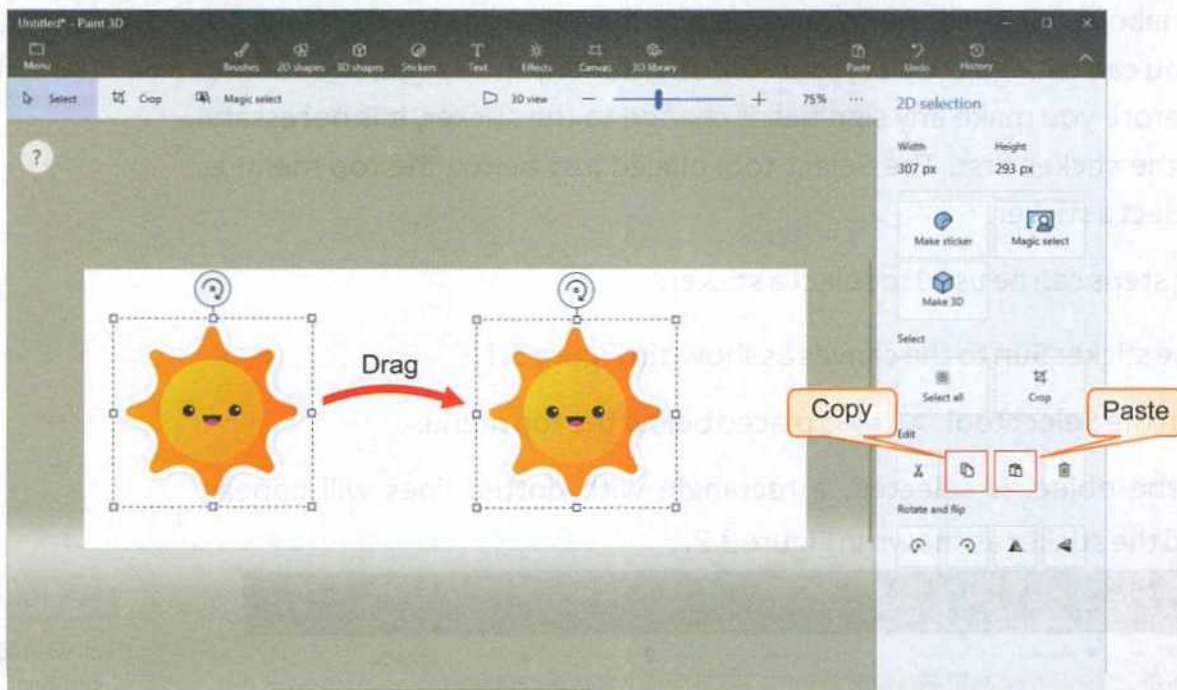 Untitled* - Paint 3D
Menu
Brushes 2D shapes 3D shapes Stickers Text Effects Canvas 3D library Paste Undo History
Select Crop Magic select 3D view 75% ...
2D selection
?
Width Height
307 px 293 px
Make sticker Magic select
Make 3D
Select
Select all Crop
Drag
Copy
Paste
Edit
Rotate and flip